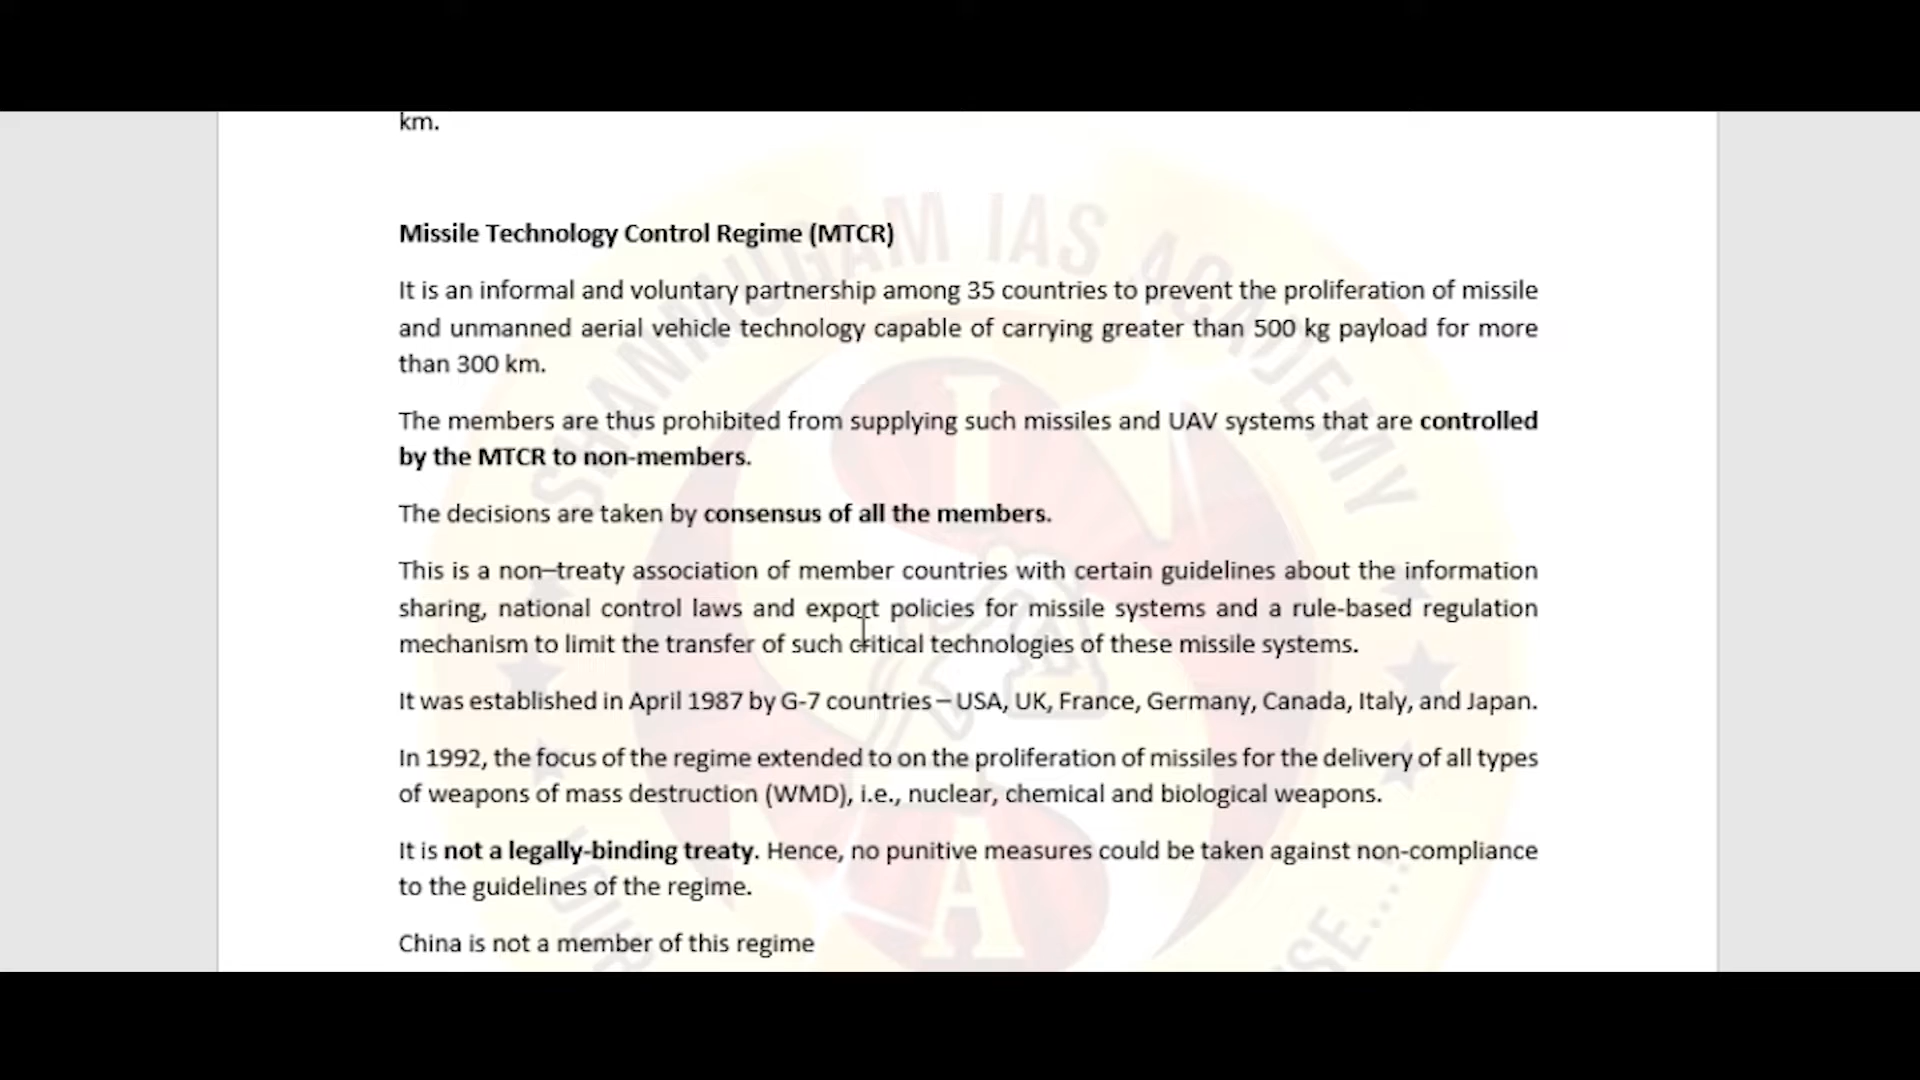 km.
Missile Technology Control Regime (MTCR)
It is an informal and voluntary partnership among 35 countries to prevent the proliferation of missile
and unmanned aerial vehicle technology capable of carrying greater than 500 kg payload for more
than 300 km.
The members are thus prohibited from supplying such missiles and UAV systems that are controlled
by the MTCR to non-members.
The decisions are taken by consensus of all the members.
This is a non–treaty association of member countries with certain guidelines about the information
sharing, national control laws and export policies for missile systems and a rule-based regulation
mechanism to limit the transfer of such critical technologies of these missile systems.
It was established in April 1987 by G-7 countries – USA, UK, France, Germany, Canada, Italy, and Japan.
In 1992, the focus of the regime extended to on the proliferation of missiles for the delivery of all types
of weapons of mass destruction (WMD), i.e., nuclear, chemical and biological weapons.
It is not a legally-binding treaty. Hence, no punitive measures could be taken against non-compliance
to the guidelines of the regime.
China is not a member of this regime
SHANMUGAM IAS ACADEMY
I
A